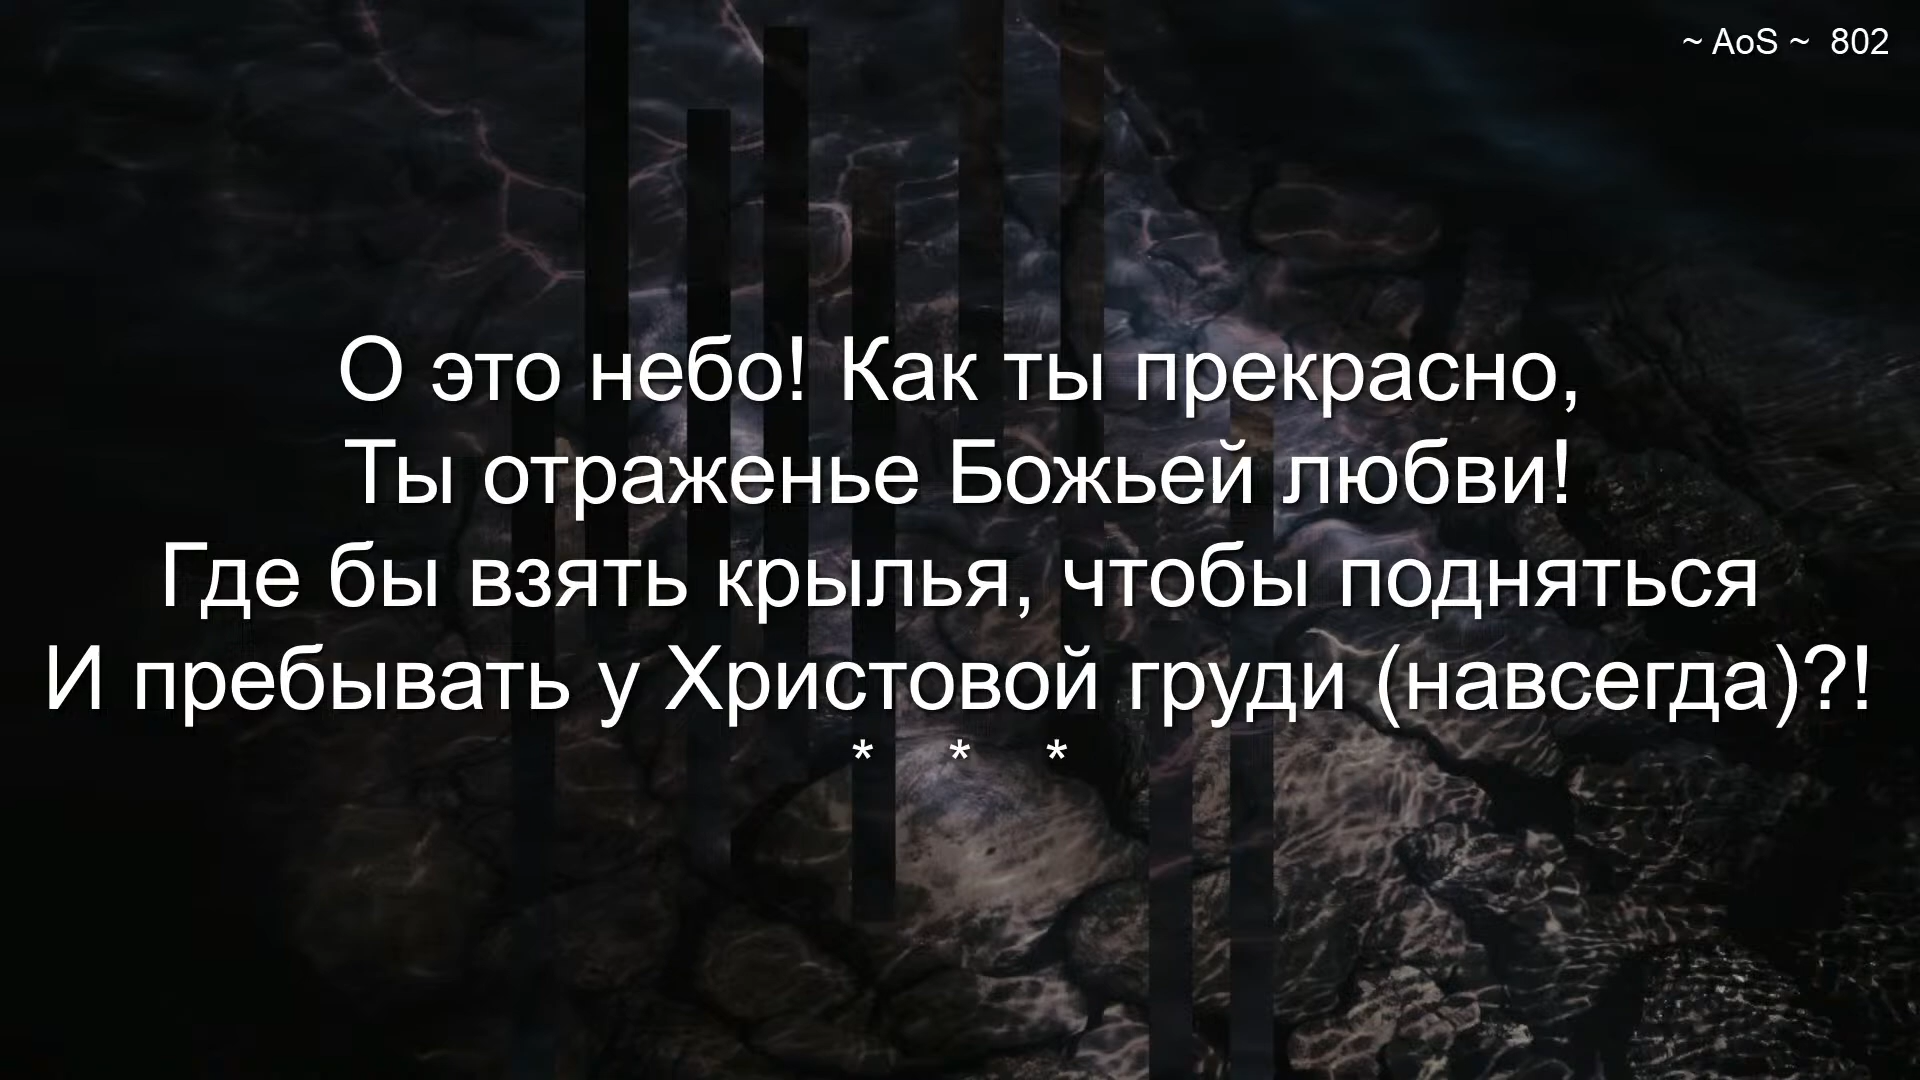 ~ AoS ~ 802
О это небо! Как ты прекрасно,
Ты отраженье Божьей любви!
Где бы взять крылья, чтобы подняться
И пребывать у Христовой груди (навсегда)?!
* * *